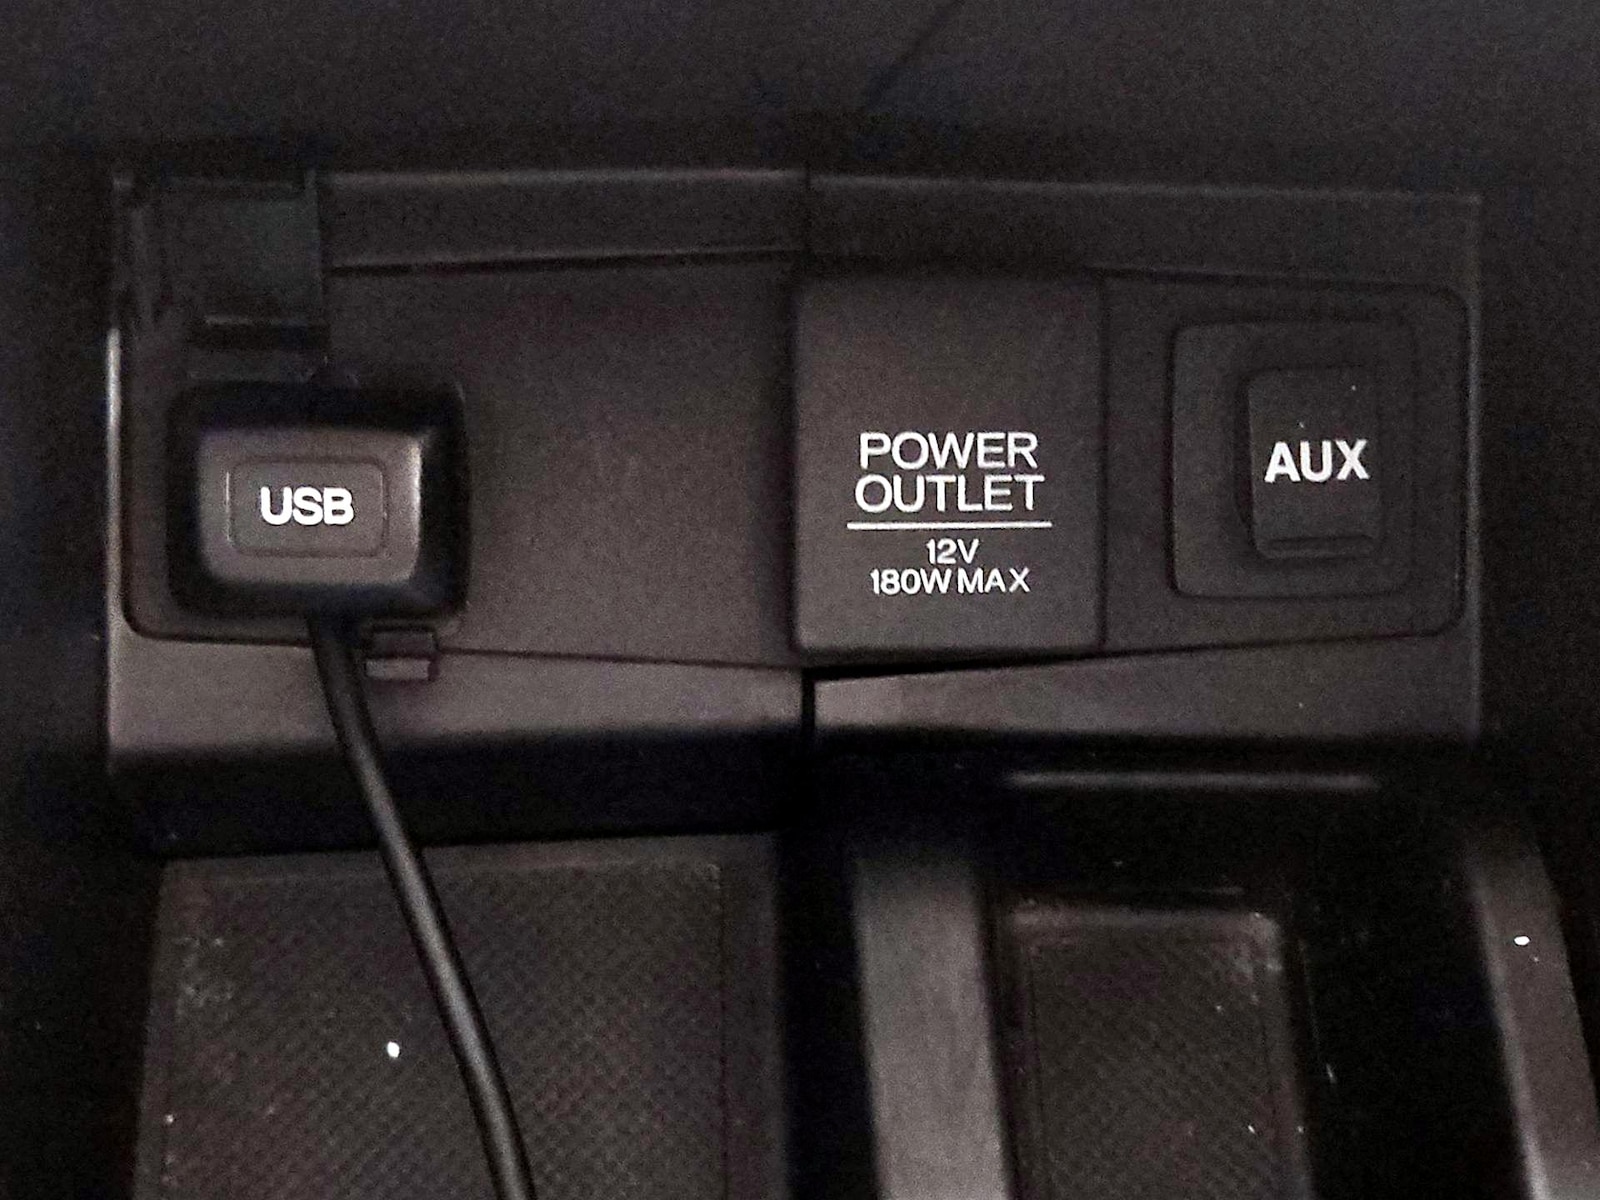 USB
POWER
OUTLET
12V
180W MAX
AUX